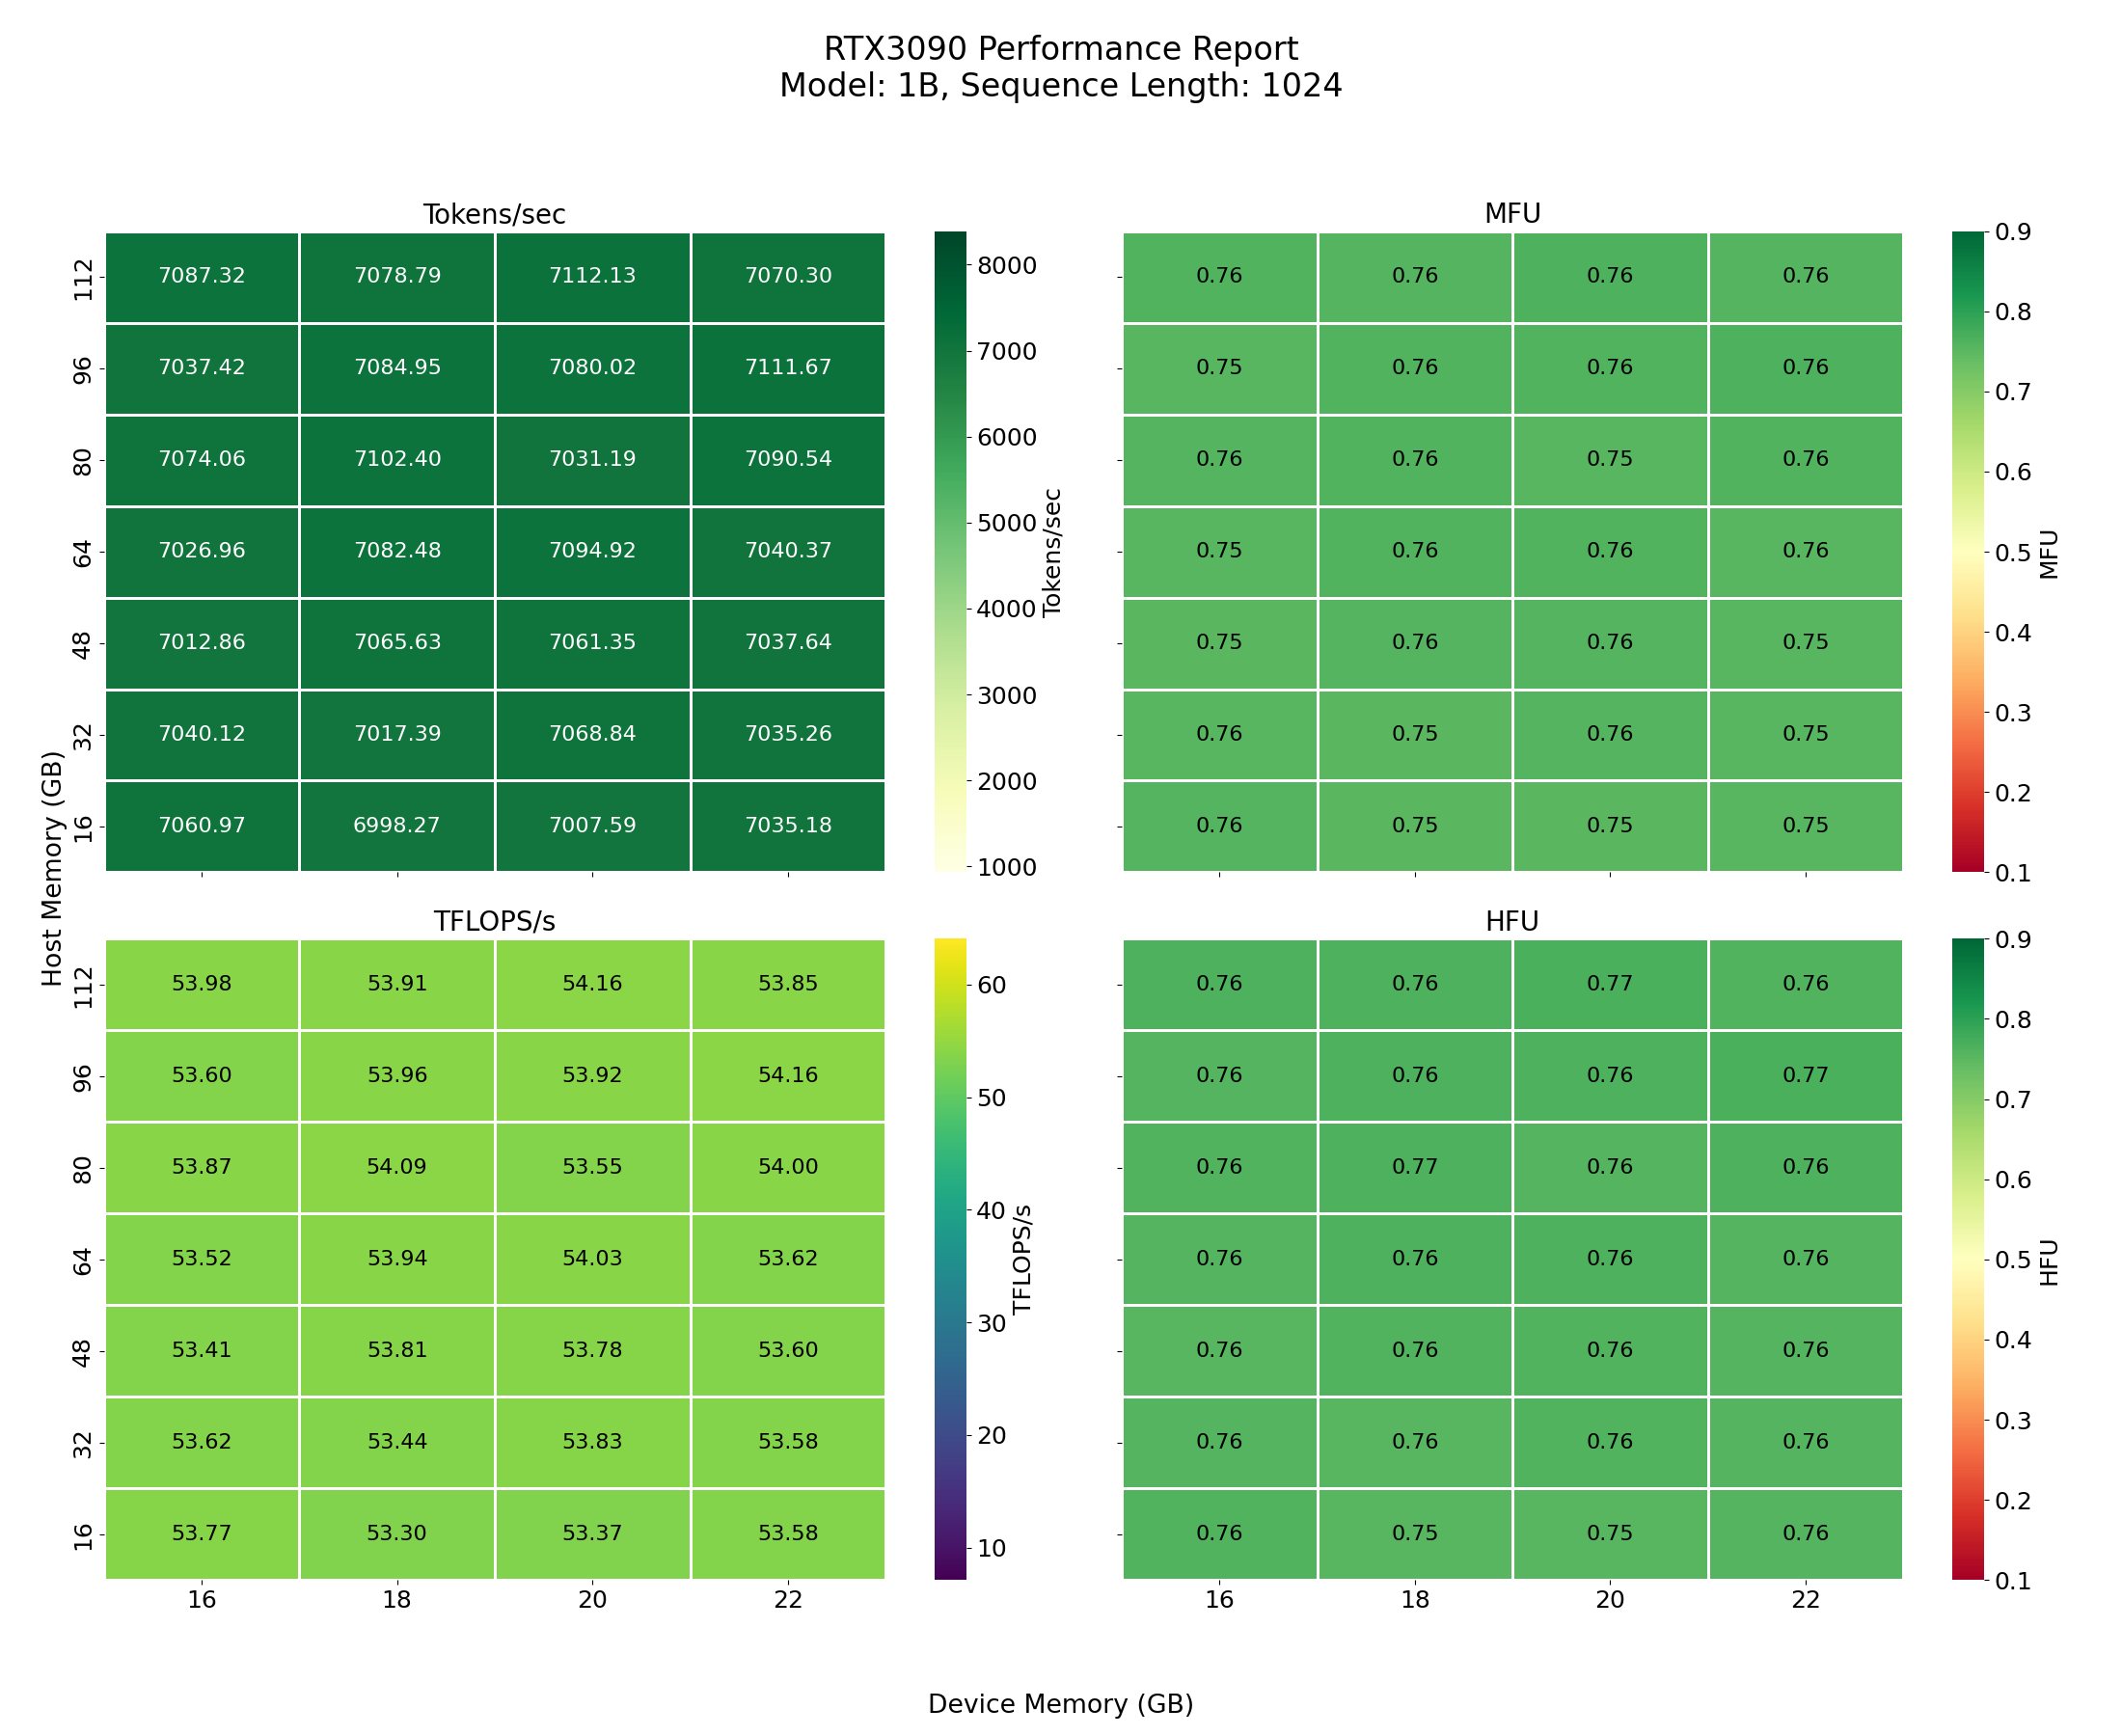 RTX3090 Performance Report
Model: 1B, Sequence Length: 1024
Host Memory (GB)
Tokens/sec
112 7087.32 7078.79 7112.13 7070.30
96 7037.42 7084.95 7080.02 7111.67
80 7074.06 7102.40 7031.19 7090.54
64 7026.96 7082.48 7094.92 7040.37
48 7012.86 7065.63 7061.35 7037.64
32 7040.12 7017.39 7068.84 7035.26
16 7060.97 6998.27 7007.59 7035.18
8000
7000
6000
5000
4000
3000
2000
1000
Tokens/sec
MFU
0.76 0.76 0.76 0.76
0.75 0.76 0.76 0.76
0.76 0.76 0.75 0.76
0.75 0.76 0.76 0.76
0.75 0.76 0.76 0.75
0.76 0.75 0.76 0.75
0.76 0.75 0.75 0.75
0.9
0.8
0.7
0.6
0.5
0.4
0.3
0.2
0.1
MFU
TFLOPS/s
112 53.98 53.91 54.16 53.85
96 53.60 53.96 53.92 54.16
80 53.87 54.09 53.55 54.00
64 53.52 53.94 54.03 53.62
48 53.41 53.81 53.78 53.60
32 53.62 53.44 53.83 53.58
16 53.77 53.30 53.37 53.58
16 18 20 22
60
50
40
30
20
10
TFLOPS/s
HFU
0.76 0.76 0.77 0.76
0.76 0.76 0.76 0.77
0.76 0.77 0.76 0.76
0.76 0.76 0.76 0.76
0.76 0.76 0.76 0.76
0.76 0.76 0.76 0.76
0.76 0.75 0.75 0.76
16 18 20 22
0.9
0.8
0.7
0.6
0.5
0.4
0.3
0.2
0.1
HFU
Device Memory (GB)